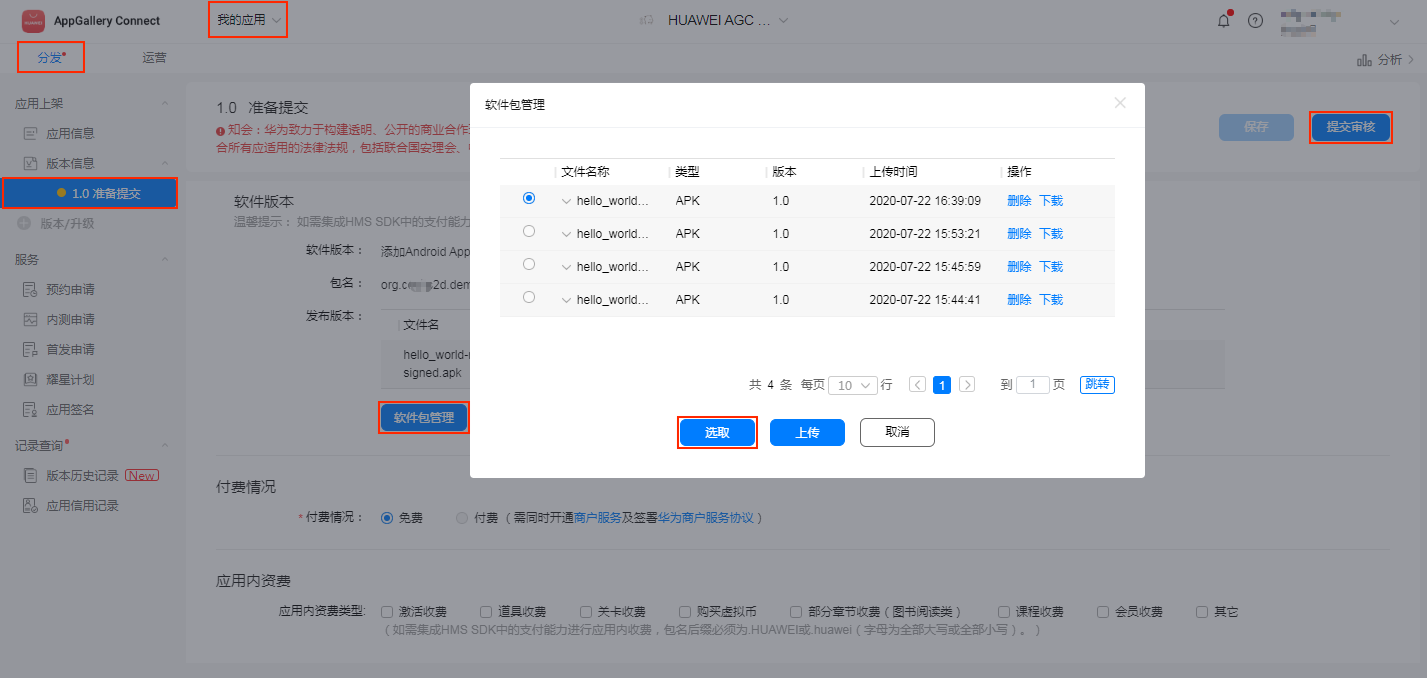 HUAWEI
AppGallery Connect
我的应用
HUAWEI AGC ...
分发*
运营
分析
应用上架
应用信息
版本信息
1.0 准备提交
版本/升级
服务
预约申请
内测申请
首发申请
耀星计划
应用签名
记录查询*
版本历史记录 New
应用信用记录
1.0 准备提交
知会：华为致力于构建透明、公开的商业合作
合所有应适用的法律法规，包括联合国安理会、
保存
提交审核
软件版本
温馨提示： 如需集成HMS SDK中的支付能力
软件版本：
添加Android App
包名：
发布版本：
文件名
hello_world-
signed.apk
软件包管理
软件包管理
文件名称 类型 版本 上传时间 操作
hello_world... APK 1.0 2020-07-22 16:39:09 删除 下载
hello_world... APK 1.0 2020-07-22 15:53:21 删除 下载
hello_world... APK 1.0 2020-07-22 15:45:59 删除 下载
hello_world... APK 1.0 2020-07-22 15:44:41 删除 下载
共 4 条 每页 10 行 1 到 1 页 跳转
选取 上传 取消
付费情况
*付费情况： 免费 付费 （需同时开通商户服务及签署华为商户服务协议）
应用内资费
应用内资费类型: 激活收费 道具收费 关卡收费 购买虚拟币 部分章节收费（图书阅读类） 课程收费 会员收费 其它
（如需集成HMS SDK中的支付能力进行应用内收费，包名后缀必须为.HUAWEI或.huawei（字母为全部大写或全部小写）。）